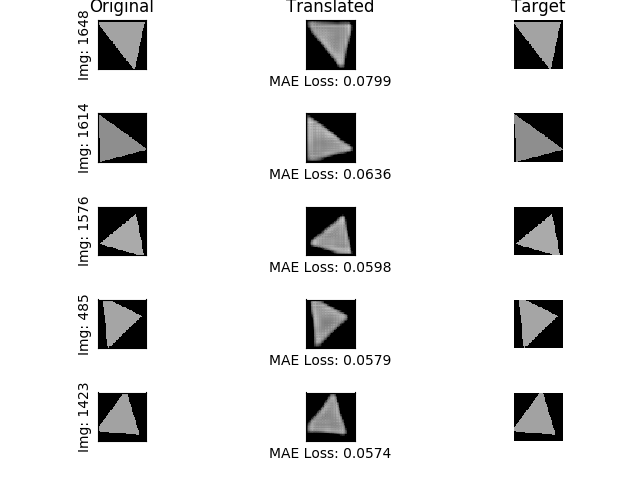 Original Translated Target
Img: 1648
MAE Loss: 0.0799
Img: 1614
MAE Loss: 0.0636
Img: 1576
MAE Loss: 0.0598
Img: 485
MAE Loss: 0.0579
Img: 1423
MAE Loss: 0.0574